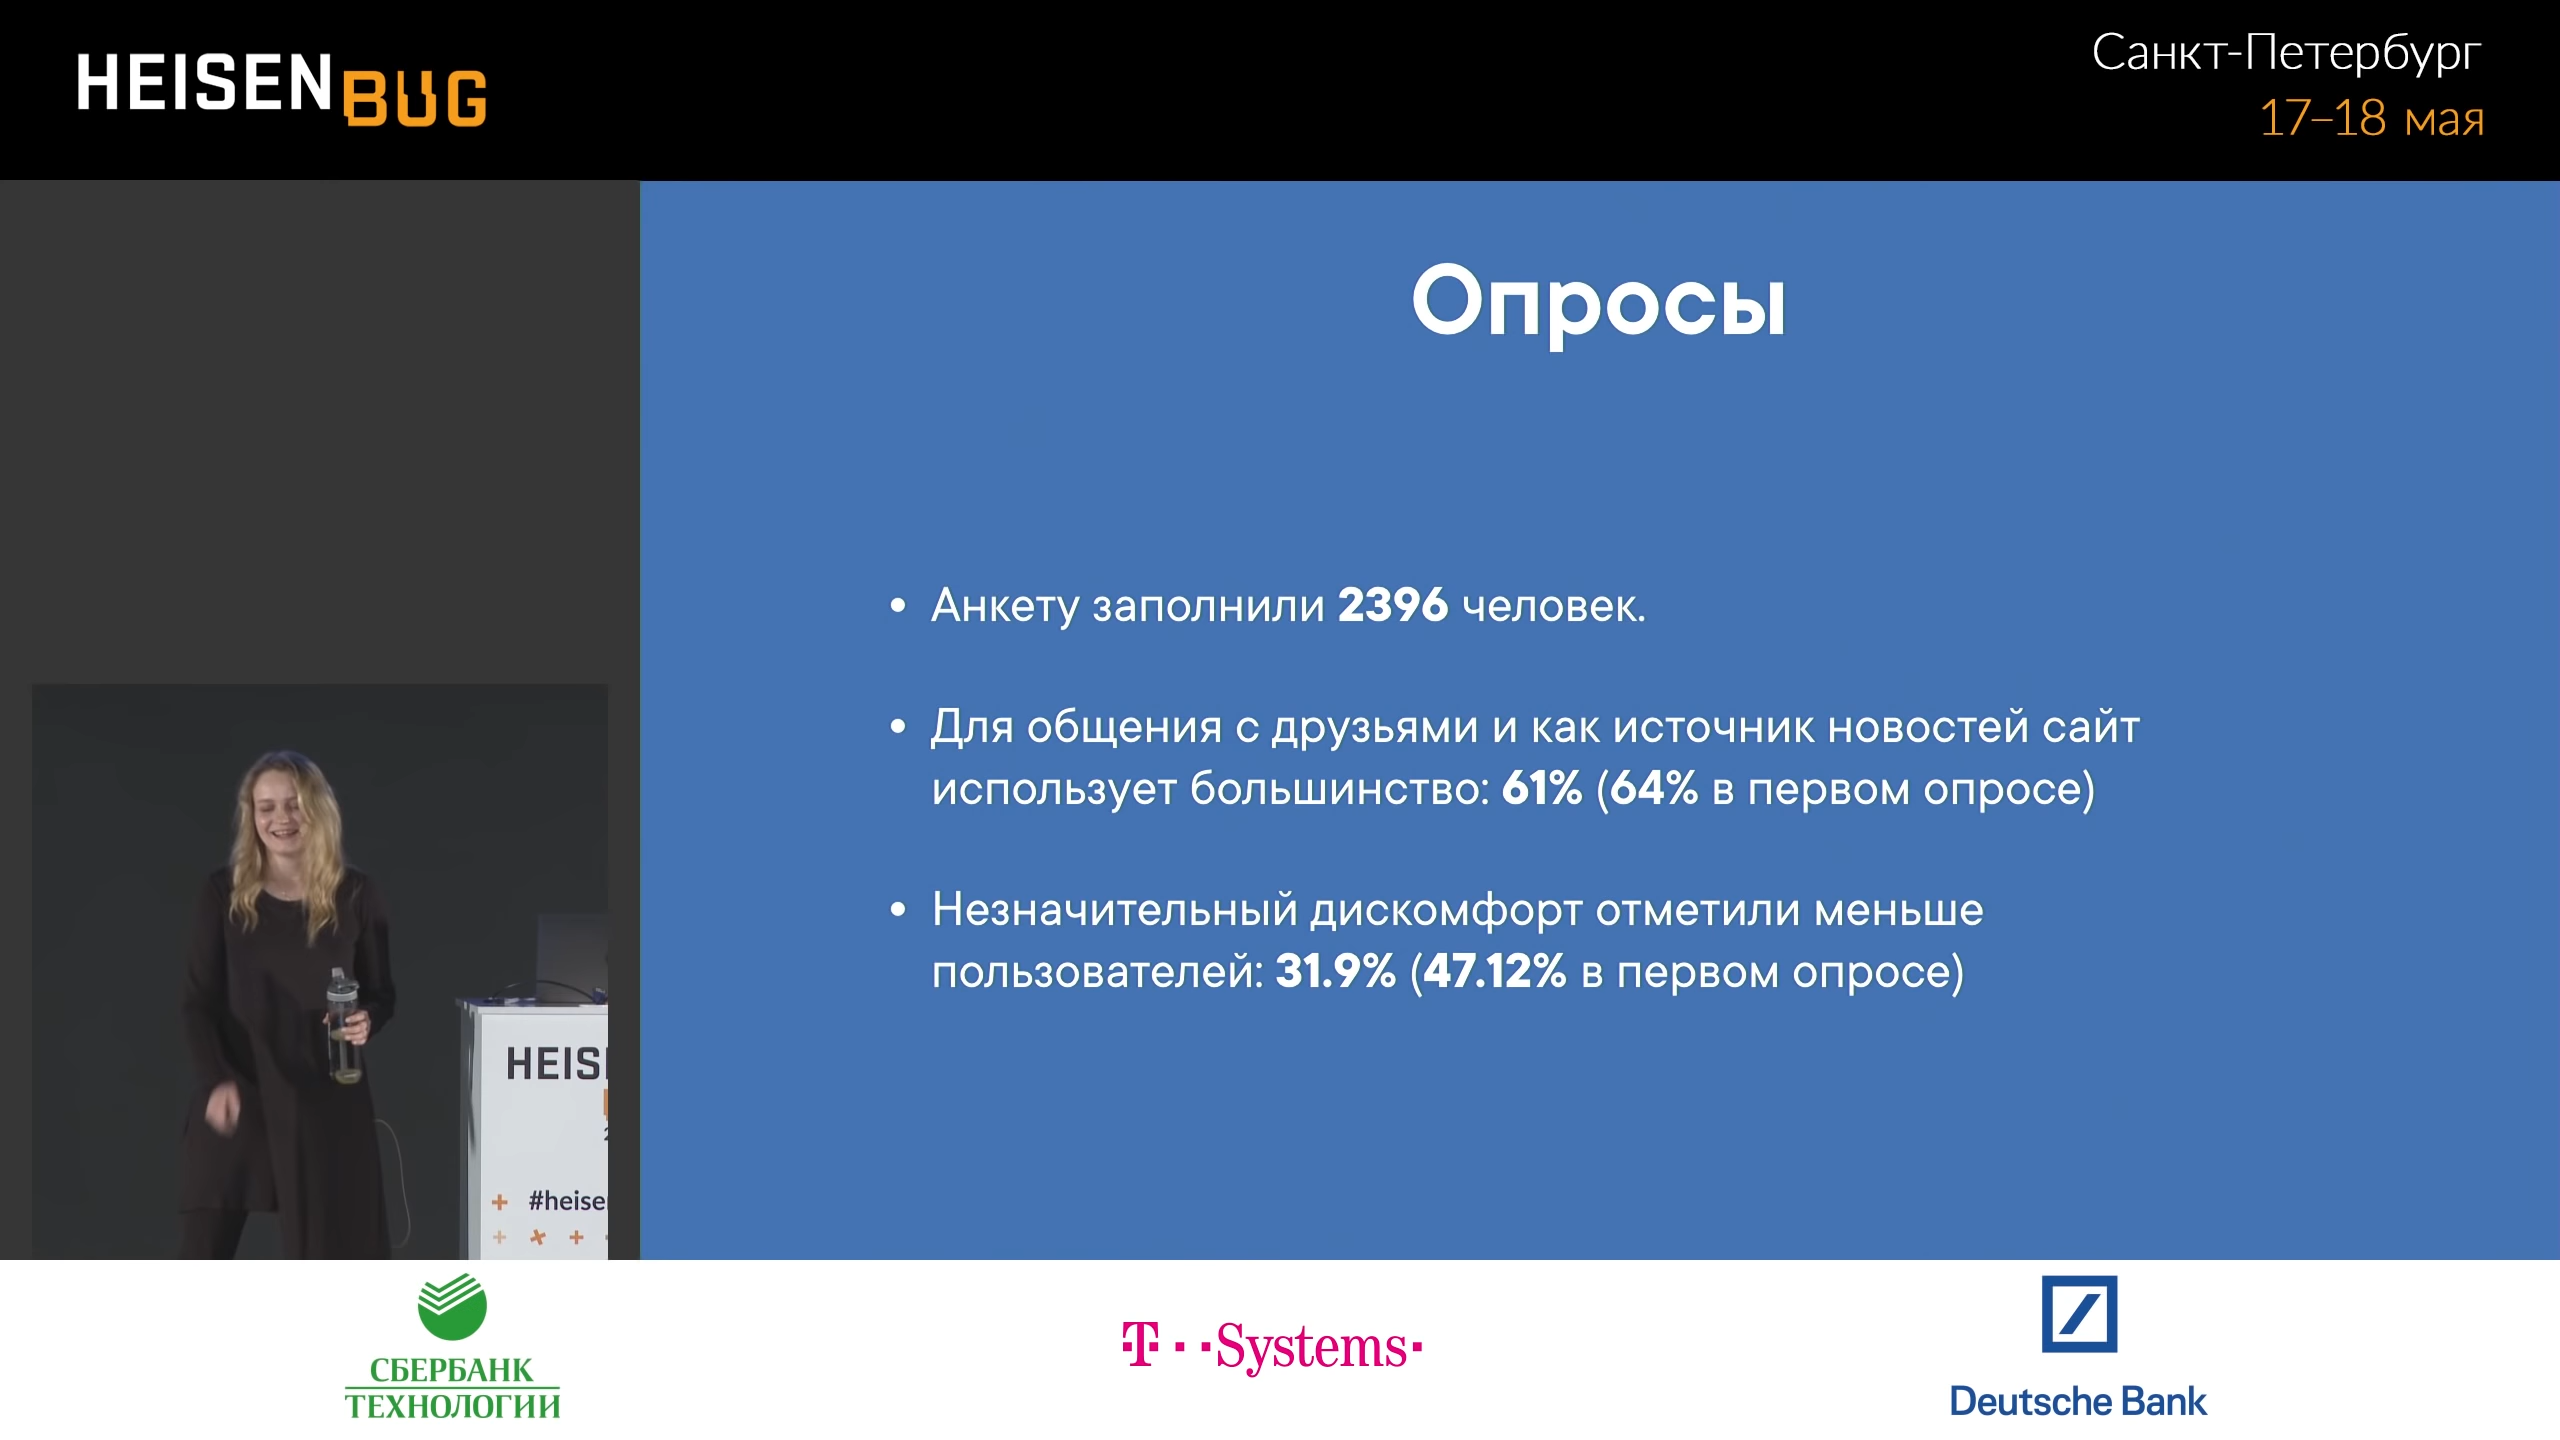 HEISENBUG
Санкт-Петербург
17–18 мая
Опросы
• Анкету заполнили 2396 человек.
• Для общения с друзьями и как источник новостей сайт
использует большинство: 61% (64% в первом опросе)
• Незначительный дискомфорт отметили меньше
пользователей: 31.9% (47.12% в первом опросе)
HEIS
#heise
СБЕРБАНК
ТЕХНОЛОГИИ
T··Systems·
Deutsche Bank